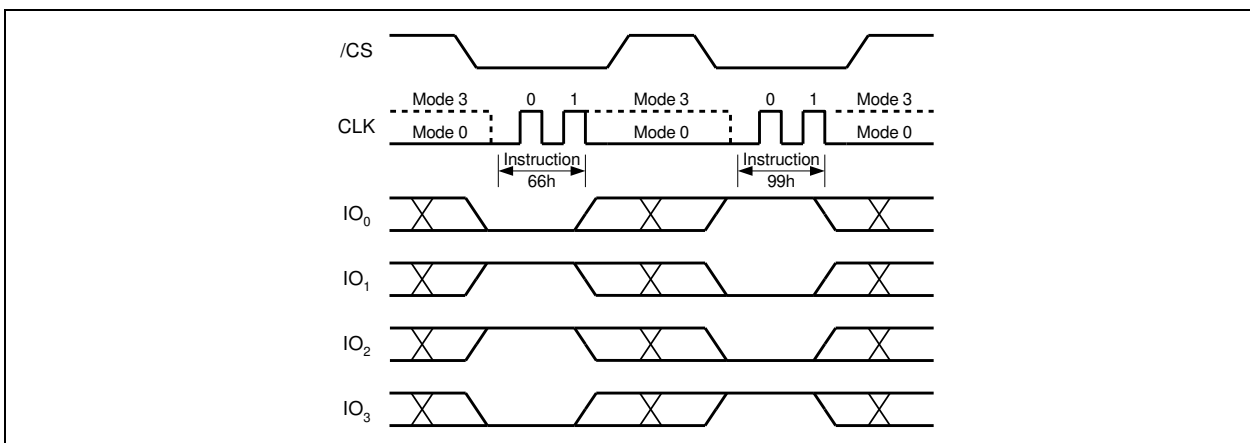 /CS
Mode 3 0 1 Mode 3 0 1 Mode 3
CLK
Mode 0 Mode 0 Mode 0
Instruction Instruction
66h 99h
IO0
IO1
IO2
IO3